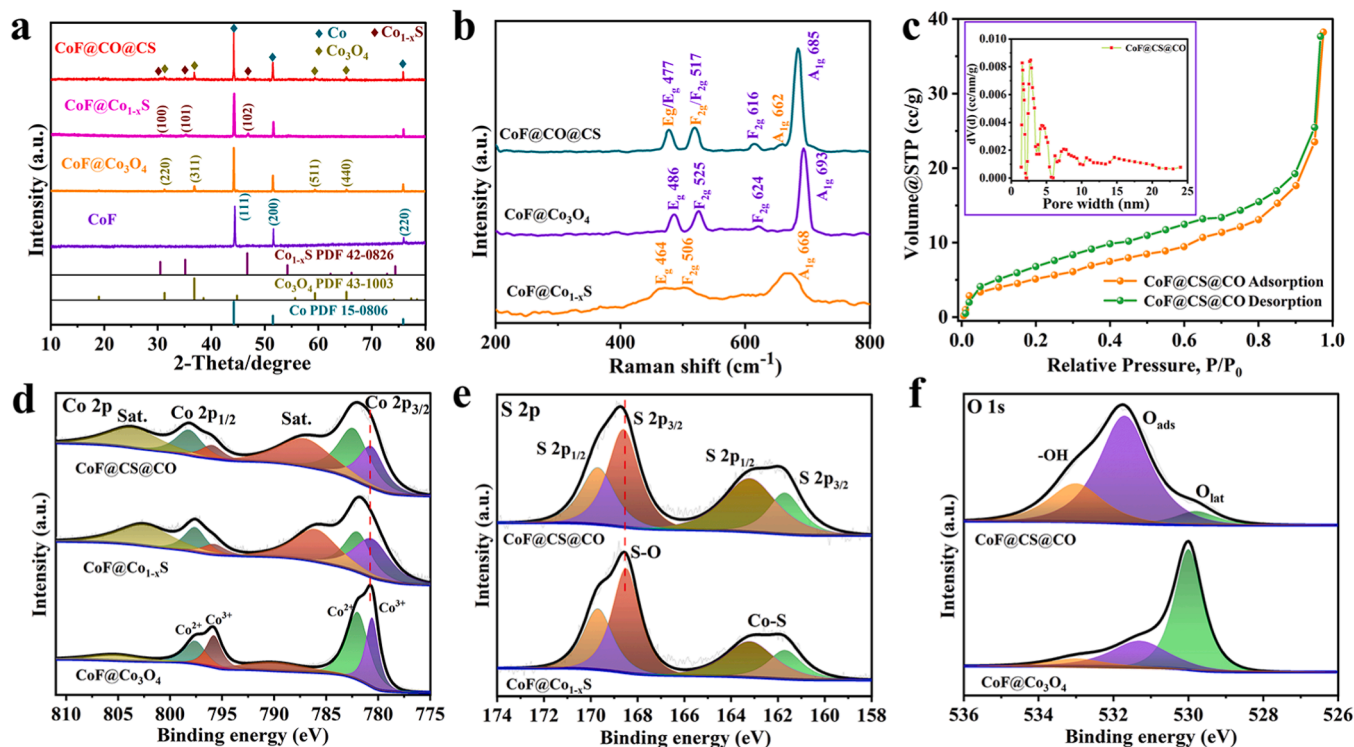 a
Co
Co1-xS
Co3O4
CoF@CO@CS
CoF@Co1-xS
(100)
(101)
(102)
CoF@Co3O4
(220)
(311)
(511)
(440)
CoF
(111)
(200)
(220)
Co1-xS PDF 42-0826
Co3O4 PDF 43-1003
Co PDF 15-0806
10 20 30 40 50 60 70 80
2-Theta/degree
Intensity (a.u.)
b
Eg/Eg 477
F2g/F2g 517
F2g 616
A1g 662
A1g 685
CoF@CO@CS
Eg 486
F2g 525
F2g 624
A1g 693
CoF@Co3O4
Eg 464
F2g 506
A1g 668
CoF@Co1-xS
200 300 400 500 600 700 800
Raman shift (cm-1)
Intensity (a.u.)
c
40
30
20
10
0
Volume@STP (cc/g)
0.010
0.008
0.006
0.004
0.002
0.000
dV(d) (cc/nm/g)
CoF@CS@CO
0 5 10 15 20 25
Pore width (nm)
CoF@CS@CO Adsorption
CoF@CS@CO Desorption
0.0 0.2 0.4 0.6 0.8 1.0
Relative Pressure, P/P0
d
Co 2p
Sat.
Co 2p1/2
Sat.
Co 2p3/2
CoF@CS@CO
CoF@Co1-xS
Co2+
Co3+
Co2+
Co3+
CoF@Co3O4
810 805 800 795 790 785 780 775
Binding energy (eV)
Intensity (a.u.)
e
S 2p
S 2p1/2
S 2p3/2
S 2p1/2
S 2p3/2
CoF@CS@CO
S-O
Co-S
CoF@Co1-xS
174 172 170 168 166 164 162 160 158
Binding energy (eV)
Intensity (a.u.)
f
O 1s
-OH
Oads
Olat
CoF@CS@CO
CoF@Co3O4
536 534 532 530 528 526
Binding energy (eV)
Intensity (a.u.)